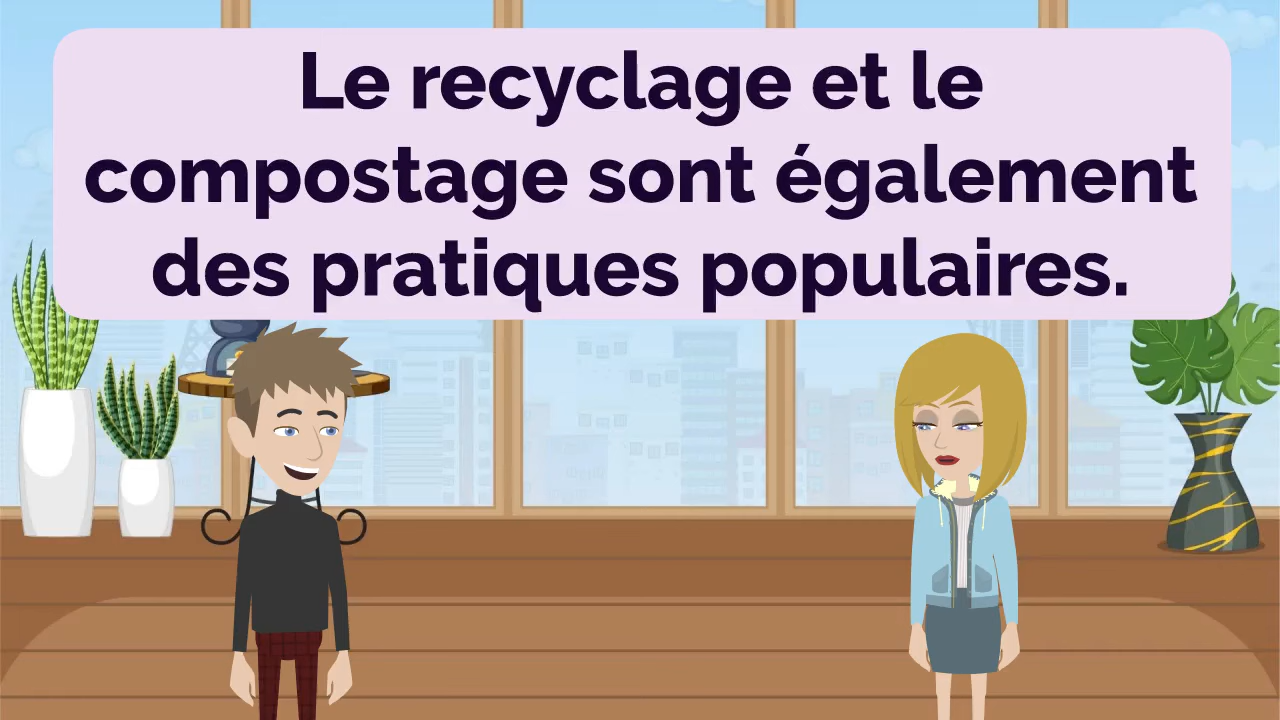 Le recyclage et le
compostage sont également
des pratiques populaires.